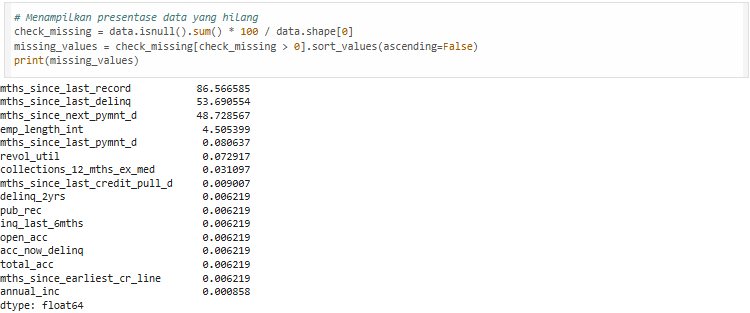 # Menampilkan presentase data yang hilang
check_missing = data.isnull().sum() * 100 / data.shape[0]
missing_values = check_missing[check_missing > 0].sort_values(ascending=False)
print(missing_values)
mths_since_last_record 86.566585
mths_since_last_delinq 53.690554
mths_since_next_pymnt_d 48.728567
emp_length_int 4.505399
mths_since_last_pymnt_d 0.080637
revol_util 0.072917
collections_12_mths_ex_med 0.031097
mths_since_last_credit_pull_d 0.009007
delinq_2yrs 0.006219
pub_rec 0.006219
inq_last_6mths 0.006219
open_acc 0.006219
acc_now_delinq 0.006219
total_acc 0.006219
mths_since_earliest_cr_line 0.006219
annual_inc 0.000858
dtype: float64